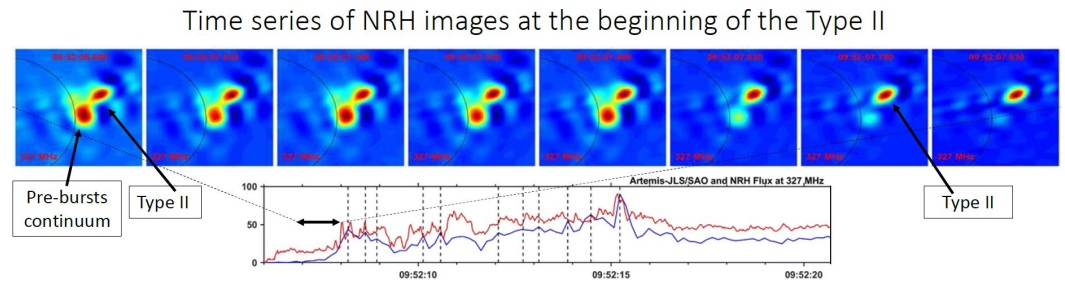 Time series of NRH images at the beginning of the Type II
327 MHz
327 MHz
327 MHz
327 MHz
327 MHz
327 MHz
327 MHz
327 MHz
Pre-bursts
continuum
Type II
Type II
Artemis-JLS/SAO and NRH Flux at 327 MHz
100
50
0
09:52:10
09:52:15
09:52:20